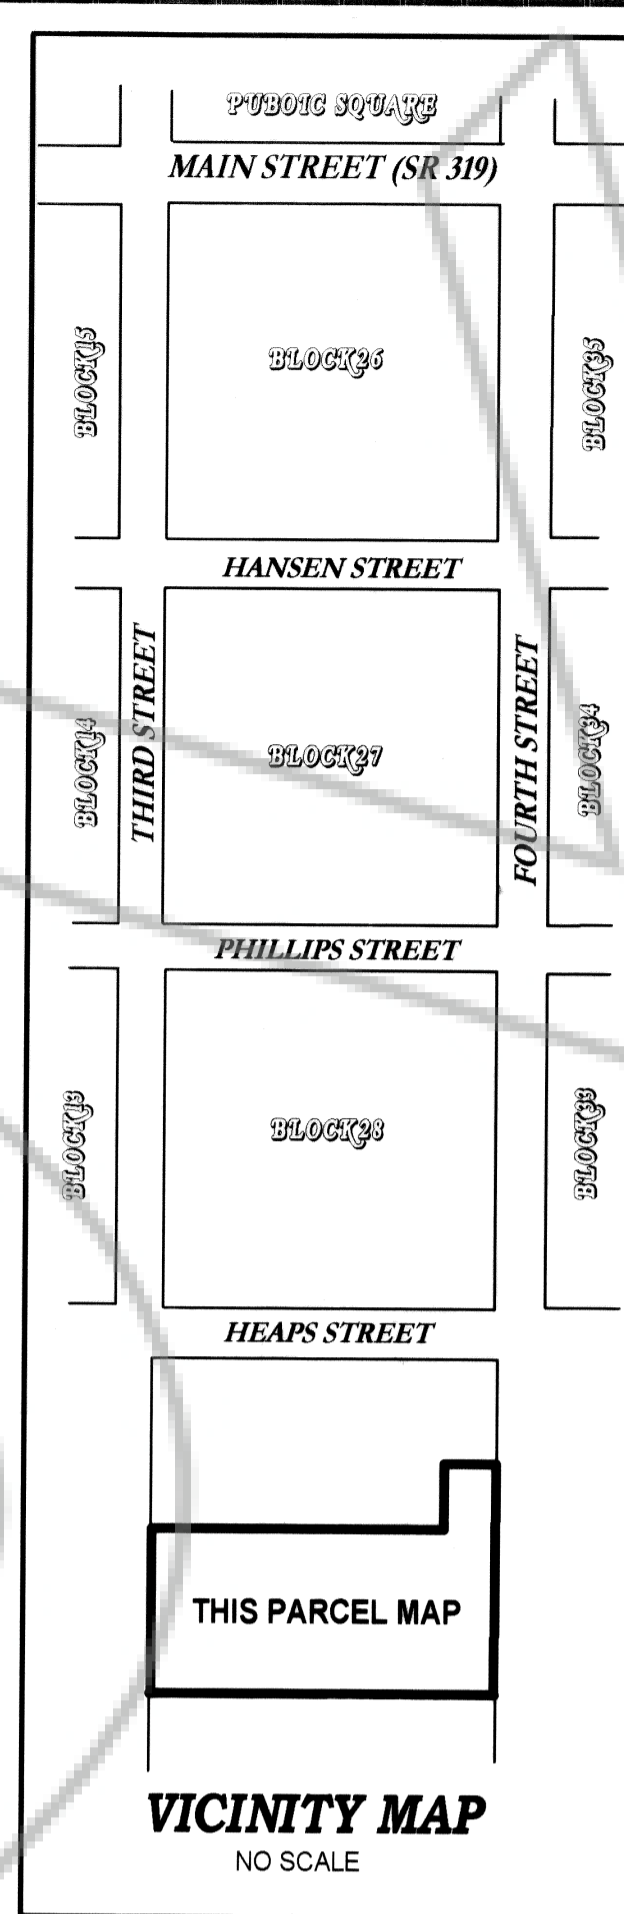 PUBOIC SQUARE
MAIN STREET (SR 319)
BLOCK15
BLOCK26
BLOCK35
HANSEN STREET
THIRD STREET
FOURTH STREET
BLOCK14
BLOCK27
BLOCK34
PHILLIPS STREET
BLOCK13
BLOCK28
BLOCK33
HEAPS STREET
THIS PARCEL MAP
VICINITY MAP
NO SCALE